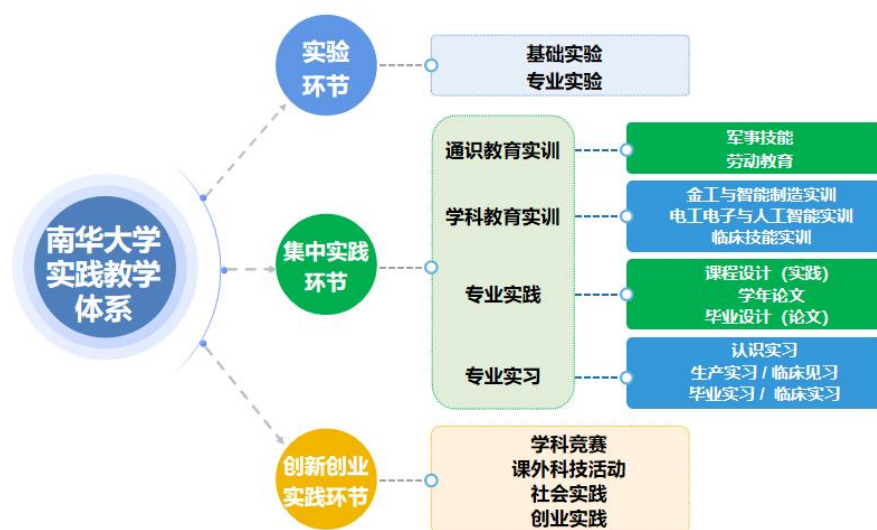 南华大学
实践教学
体系
实验
环节
基础实验
专业实验
集中实践
环节
通识教育实训
军事技能
劳动教育
学科教育实训
金工与智能制造实训
电工电子与人工智能实训
临床技能实训
专业实践
课程设计（实践）
学年论文
毕业设计（论文）
专业实习
认识实习
生产实习 / 临床见习
毕业实习 / 临床实习
创新创业
实践环节
学科竞赛
课外科技活动
社会实践
创业实践